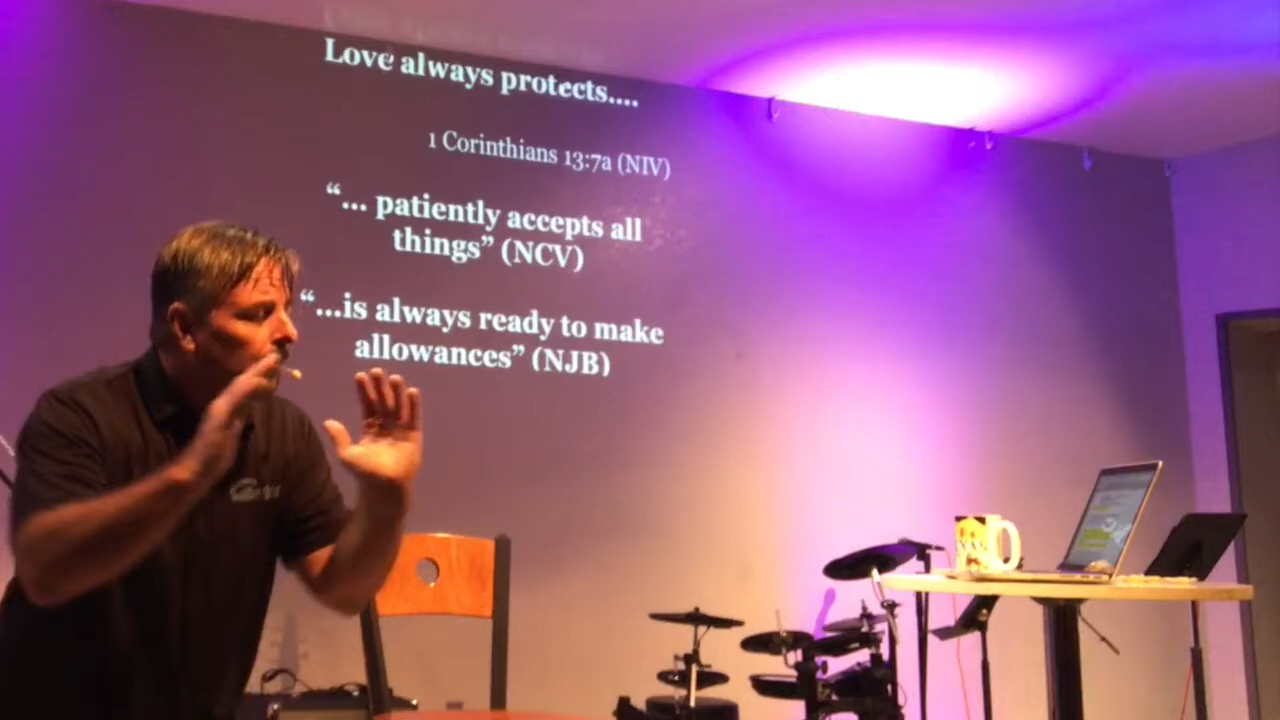 Love always protects....
1 Corinthians 13:7a (NIV)
“... patiently accepts all
things” (NCV)
“...is always ready to make
allowances” (NJB)